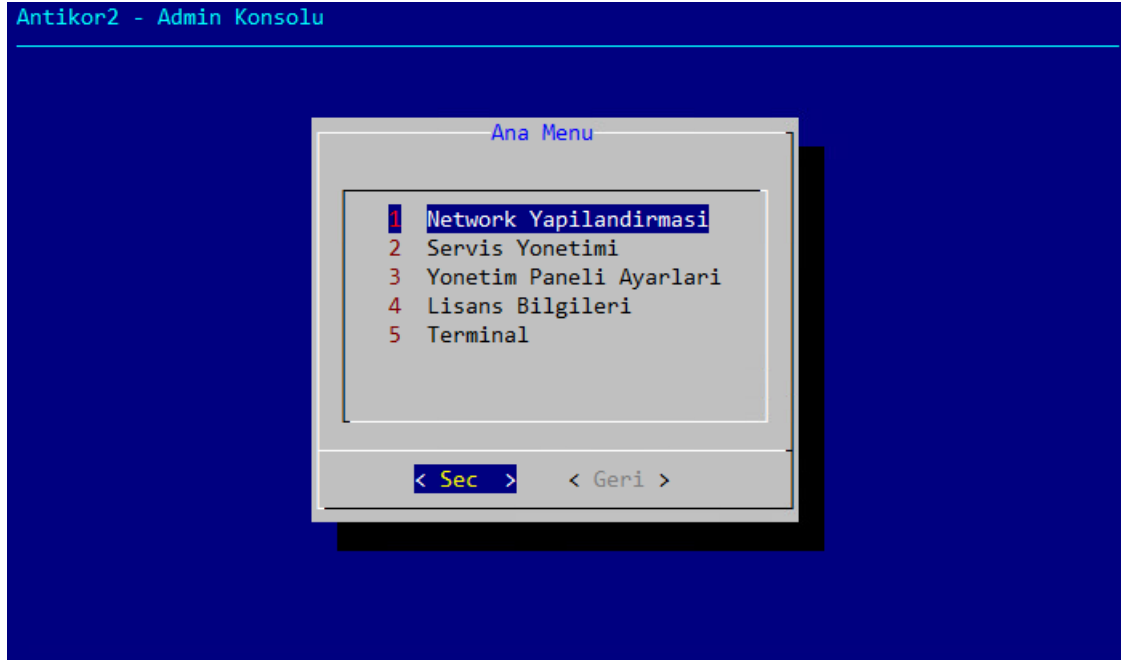 Antikor2 - Admin Konsolu
Ana Menu
1 Network Yapilandirmasi
2 Servis Yonetimi
3 Yonetim Paneli Ayarlari
4 Lisans Bilgileri
5 Terminal
< Sec > < Geri >